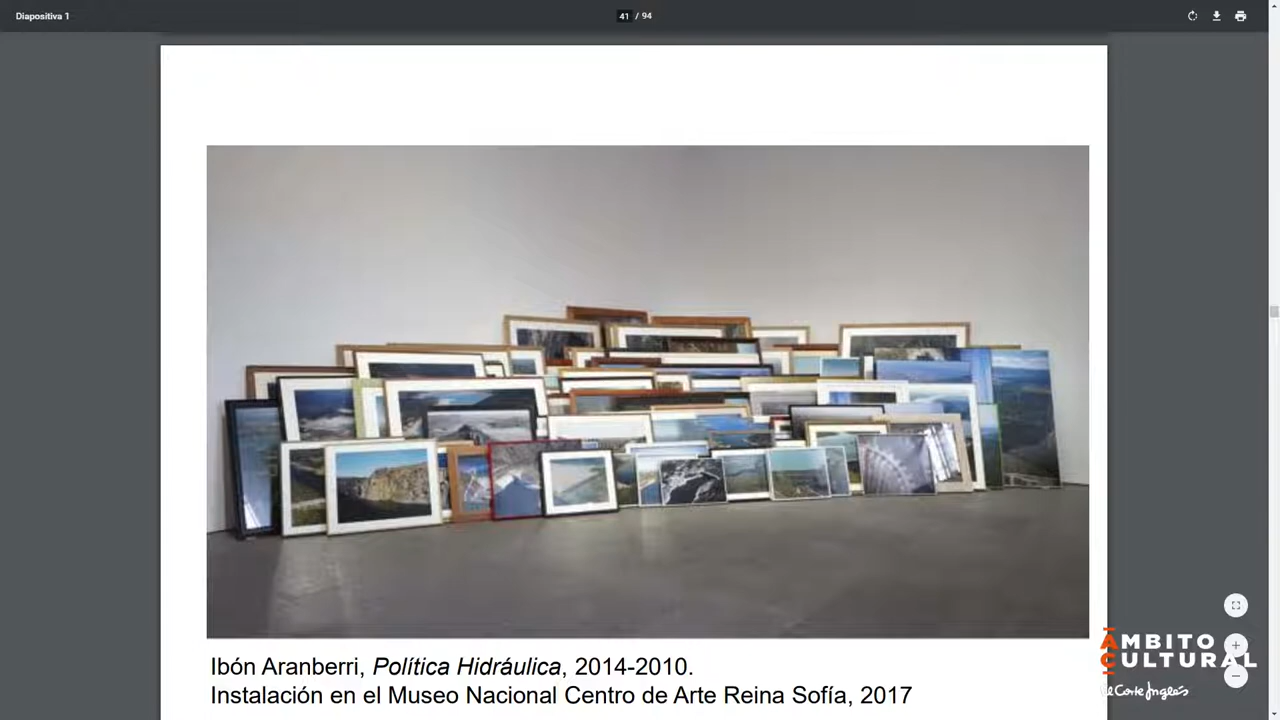 Diapositiva 1
41 / 94
Ibón Aranberri, Política Hidráulica, 2014-2010.
Instalación en el Museo Nacional Centro de Arte Reina Sofía, 2017
ÁMBITO
CULTURAL
El Corte Inglés